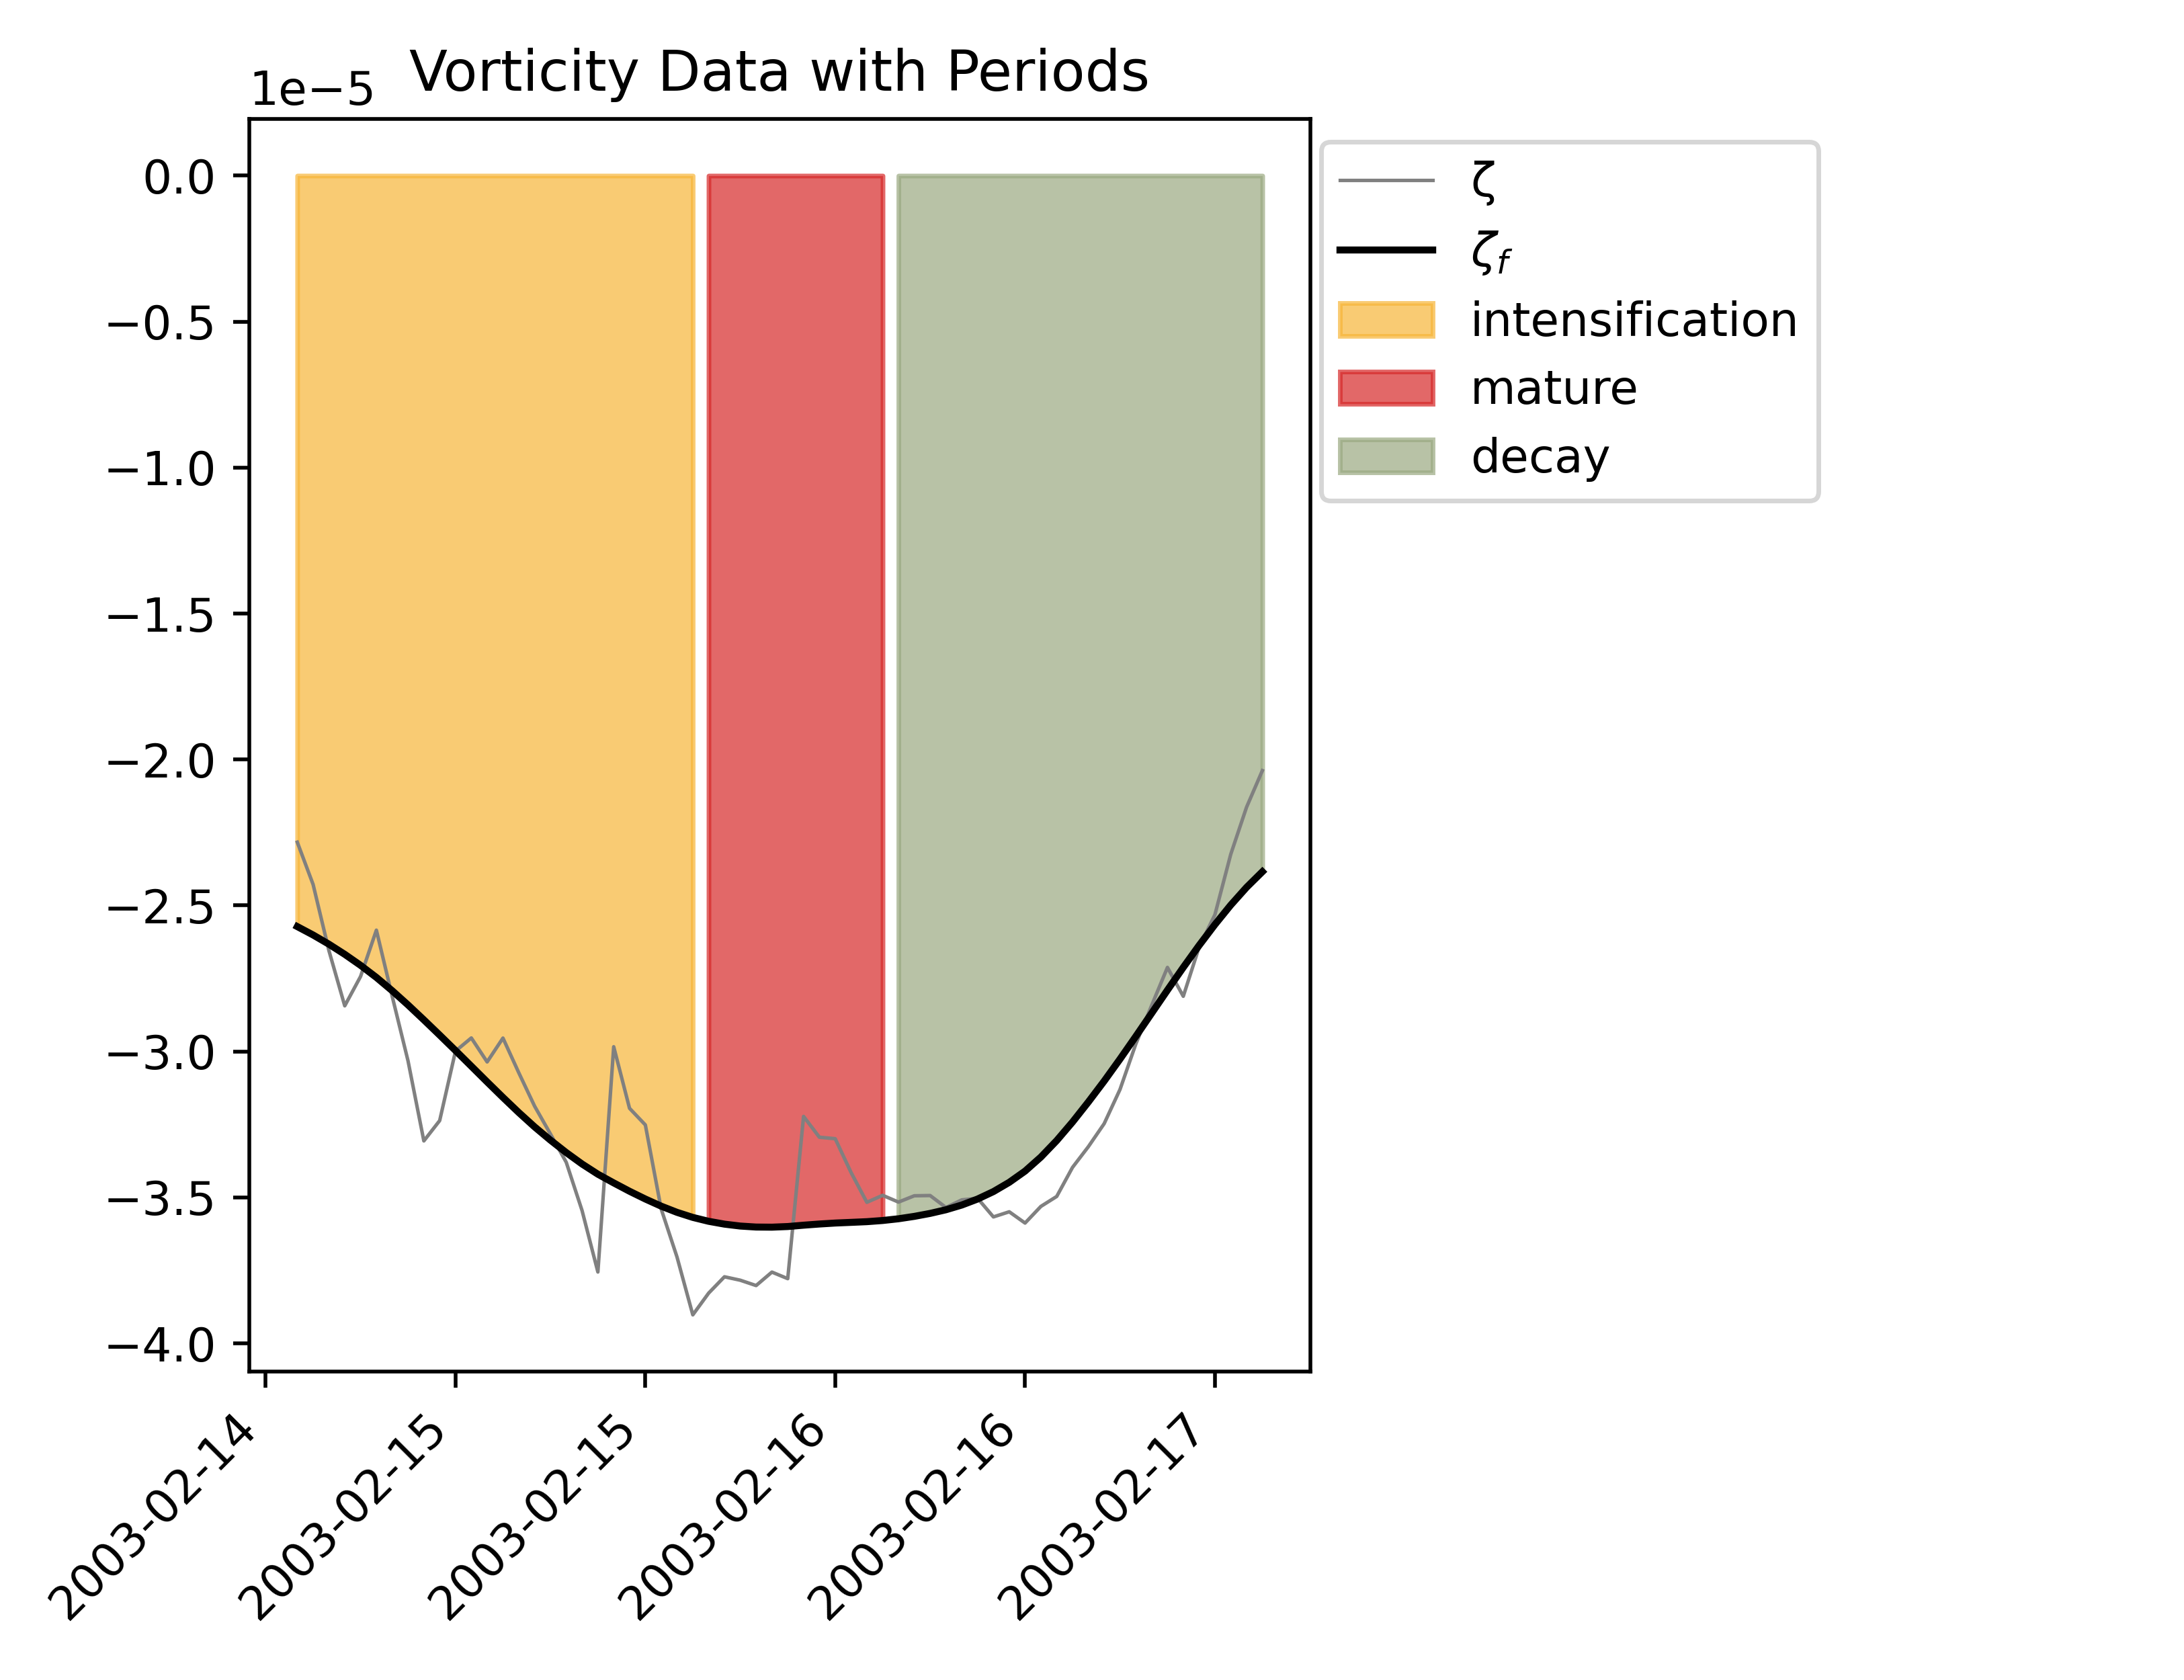 Vorticity Data with Periods
1e−5
0.0
−0.5
−1.0
−1.5
−2.0
−2.5
−3.0
−3.5
−4.0
2003-02-14
2003-02-15
2003-02-15
2003-02-16
2003-02-16
2003-02-17
ζ
ζf
intensification
mature
decay